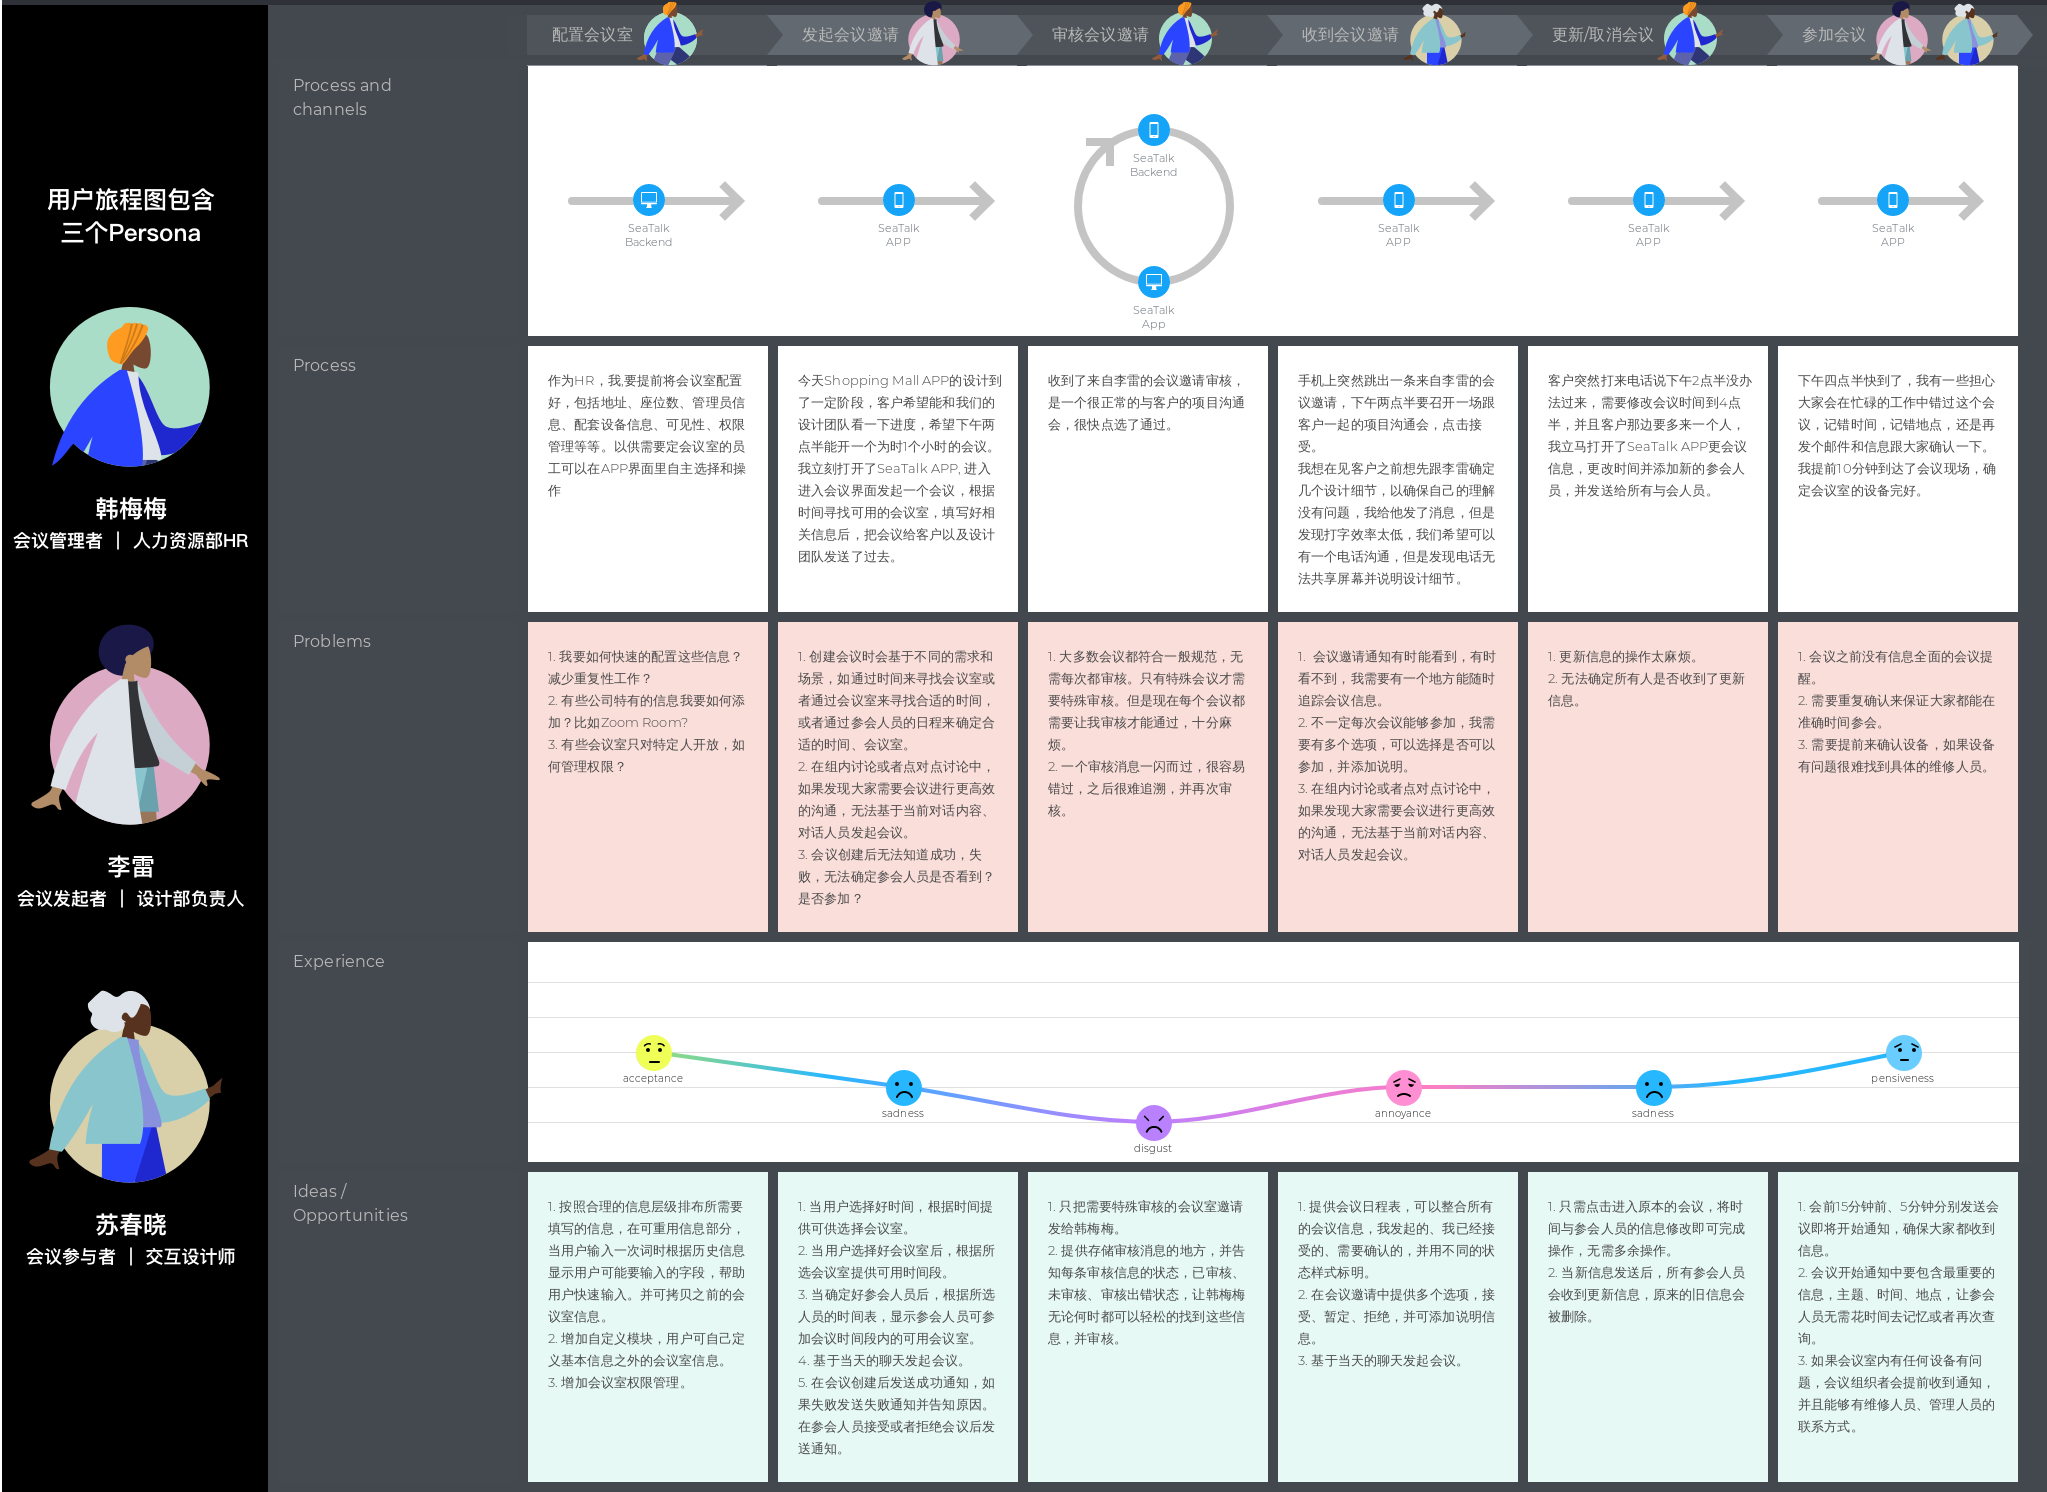 用户旅程图包含
三个Persona
韩梅梅
会议管理者 | 人力资源部HR
李雷
会议发起者 | 设计部负责人
苏春晓
会议参与者 | 交互设计师
配置会议室
发起会议邀请
审核会议邀请
收到会议邀请
更新/取消会议
参加会议
Process and
channels
SeaTalk
Backend
SeaTalk
APP
SeaTalk
Backend
SeaTalk
App
SeaTalk
APP
SeaTalk
APP
SeaTalk
APP
Process
作为HR，我,要提前将会议室配置
好，包括地址、座位数、管理员信
息、配套设备信息、可见性、权限
管理等等。以供需要定会议室的员
工可以在APP界面里自主选择和操
作
今天Shopping Mall APP的设计到
了一定阶段，客户希望能和我们的
设计团队看一下进度，希望下午两
点半能开一个为时1个小时的会议。
我立刻打开了SeaTalk APP, 进入
进入会议界面发起一个会议，根据
时间寻找可用的会议室，填写好相
关信息后，把会议给客户以及设计
团队发送了过去。
收到了来自李雷的会议邀请审核，
是一个很正常的与客户的项目沟通
会，很快点选了通过。
手机上突然跳出一条来自李雷的会
议邀请，下午两点半要召开一场跟
客户一起的项目沟通会，点击接
受。
我想在见客户之前想先跟李雷确定
几个设计细节，以确保自己的理解
没有问题，我给他发了消息，但是
发现打字效率太低，我们希望可以
有一个电话沟通，但是发现电话无
法共享屏幕并说明设计细节。
客户突然打来电话说下午2点半没办
法过来，需要修改会议时间到4点
半，并且客户那边要多来一个人，
我立马打开了SeaTalk APP更会议
信息，更改时间并添加新的参会人
员，并发送给所有与会人员。
下午四点半快到了，我有一些担心
大家会在忙碌的工作中错过这个会
议，记错时间，记错地点，还是再
发个邮件和信息跟大家确认一下。
我提前10分钟到达了会议现场，确
定会议室的设备完好。
Problems
1. 我要如何快速的配置这些信息？
减少重复性工作？
2. 有些公司特有的信息我要如何添
加？比如Zoom Room?
3. 有些会议室只对特定人开放，如
何管理权限？
1. 创建会议时会基于不同的需求和
场景，如通过时间来寻找会议室或
者通过会议室来寻找合适的时间，
或者通过参会人员的日程来确定合
适的时间、会议室。
2. 在组内讨论或者点对点讨论中，
如果发现大家需要会议进行更高效
的沟通，无法基于当前对话内容、
对话人员发起会议。
3. 会议创建后无法知道成功，失
败，无法确定参会人员是否看到？
是否参加？
1. 大多数会议都符合一般规范，无
需每次都审核。只有特殊会议才需
要特殊审核。但是现在每个会议都
需要让我审核才能通过，十分麻
烦。
2. 一个审核消息一闪而过，很容易
错过，之后很难追溯，并再次审
核。
1. 会议邀请通知有时能看到，有时
看不到，我需要有一个地方能随时
追踪会议信息。
2. 不一定每次会议能够参加，我需
要有多个选项，可以选择是否可以
参加，并添加说明。
3. 在组内讨论或者点对点讨论中，
如果发现大家需要会议进行更高效
的沟通，无法基于当前对话内容、
对话人员发起会议。
1. 更新信息的操作太麻烦。
2. 无法确定所有人是否收到了更新
信息。
1. 会议之前没有信息全面的会议提
醒。
2. 需要重复确认来保证大家都能在
准确时间参会。
3. 需要提前来确认设备，如果设备
有问题很难找到具体的维修人员。
Experience
acceptance
sadness
disgust
annoyance
sadness
pensiveness
Ideas /
Opportunities
1. 按照合理的信息层级排布所需要
填写的信息，在可重用信息部分，
当用户输入一次词时根据历史信息
显示用户可能要输入的字段，帮助
用户快速输入。并可拷贝之前的会
议室信息。
2. 增加自定义模块，用户可自己定
义基本信息之外的会议室信息。
3. 增加会议室权限管理。
1. 当用户选择好时间，根据时间提
供可供选择会议室。
2. 当用户选择好会议室后，根据所
选会议室提供可用时间段。
3. 当确定好参会人员后，根据所选
人员的时间表，显示参会人员可参
加会议时间段内的可用会议室。
4. 基于当天的聊天发起会议。
5. 在会议创建后发送成功通知，如
果失败发送失败通知并告知原因。
在参会人员接受或者拒绝会议后发
送通知。
1. 只把需要特殊审核的会议室邀请
发给韩梅梅。
2. 提供存储审核消息的地方，并告
知每条审核信息的状态，已审核、
未审核、审核出错状态，让韩梅梅
无论何时都可以轻松的找到这些信
息，并审核。
1. 提供会议日程表，可以整合所有
的会议信息，我发起的、我已经接
受的、需要确认的，并用不同的状
态样式标明。
2. 在会议邀请中提供多个选项，接
受、暂定、拒绝，并可添加说明信
息。
3. 基于当天的聊天发起会议。
1. 只需点击进入原本的会议，将时
间与参会人员的信息修改即可完成
操作，无需多余操作。
2. 当新信息发送后，所有参会人员
会收到更新信息，原来的旧信息会
被删除。
1. 会前15分钟前、5分钟分别发送会
议即将开始通知，确保大家都收到
信息。
2. 会议开始通知中要包含最重要的
信息，主题、时间、地点，让参会
人员无需花时间去记忆或者再次查
询。
3. 如果会议室内有任何设备有问
题，会议组织者会提前收到通知，
并且能够有维修人员、管理人员的
联系方式。